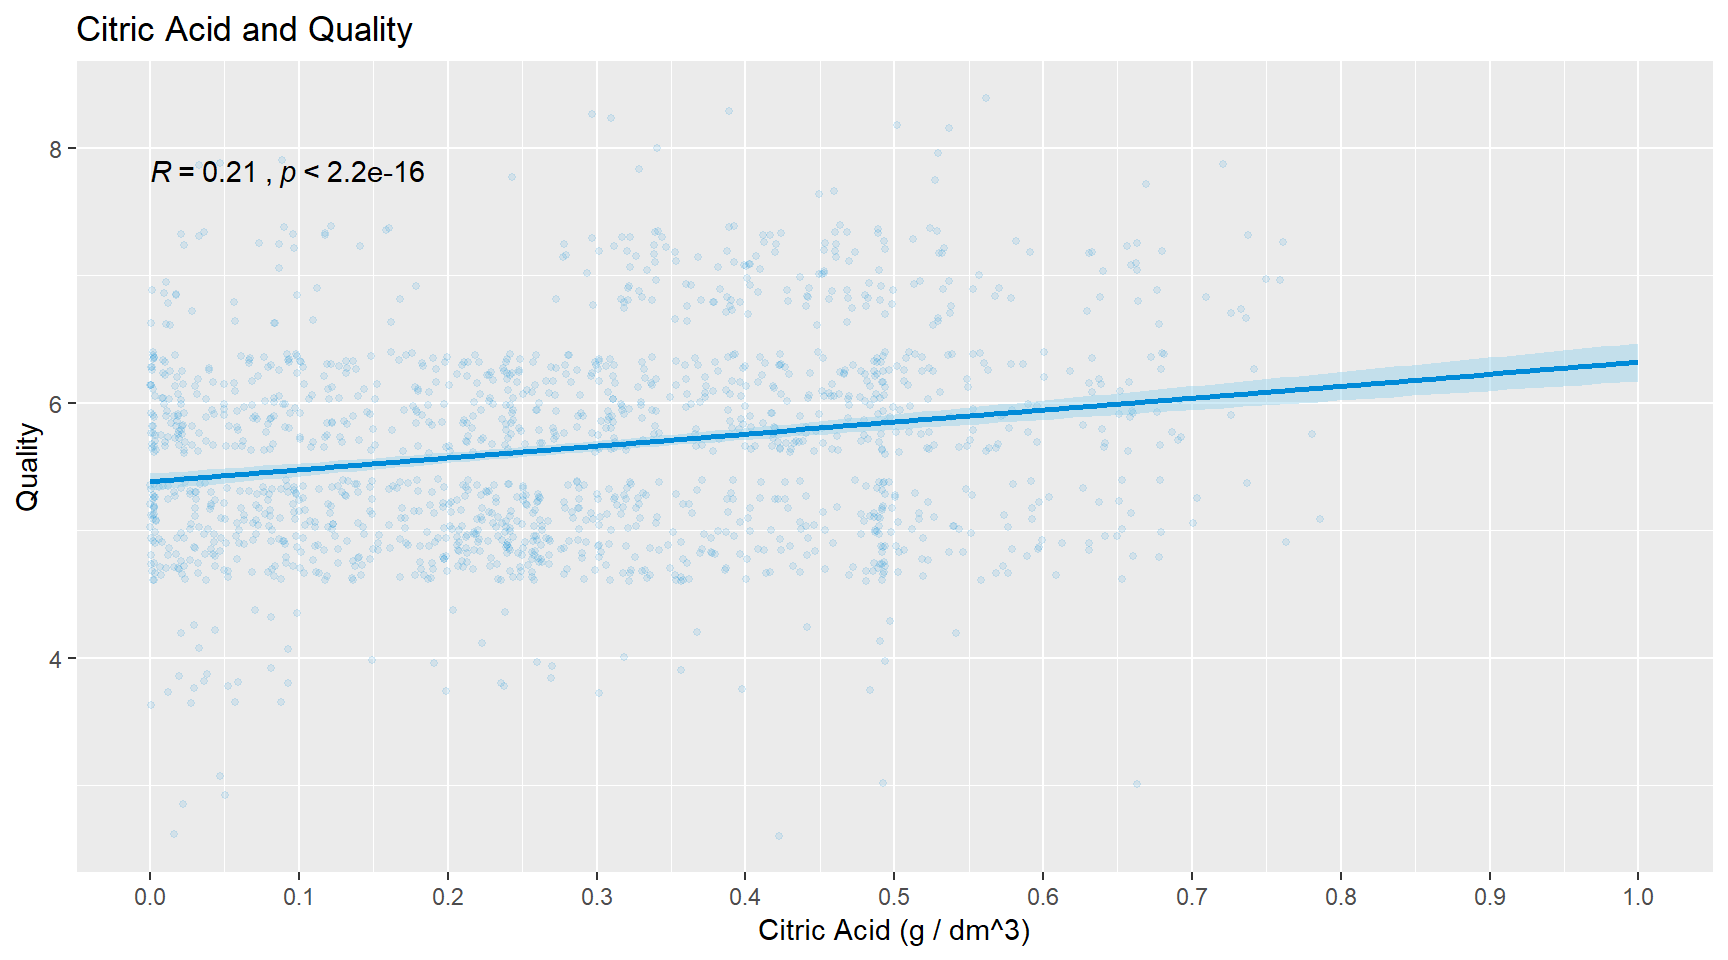 Citric Acid and Quality
R = 0.21 , p < 2.2e-16
8
6
4
Quality
0.0 0.1 0.2 0.3 0.4 0.5 0.6 0.7 0.8 0.9 1.0
Citric Acid (g / dm^3)